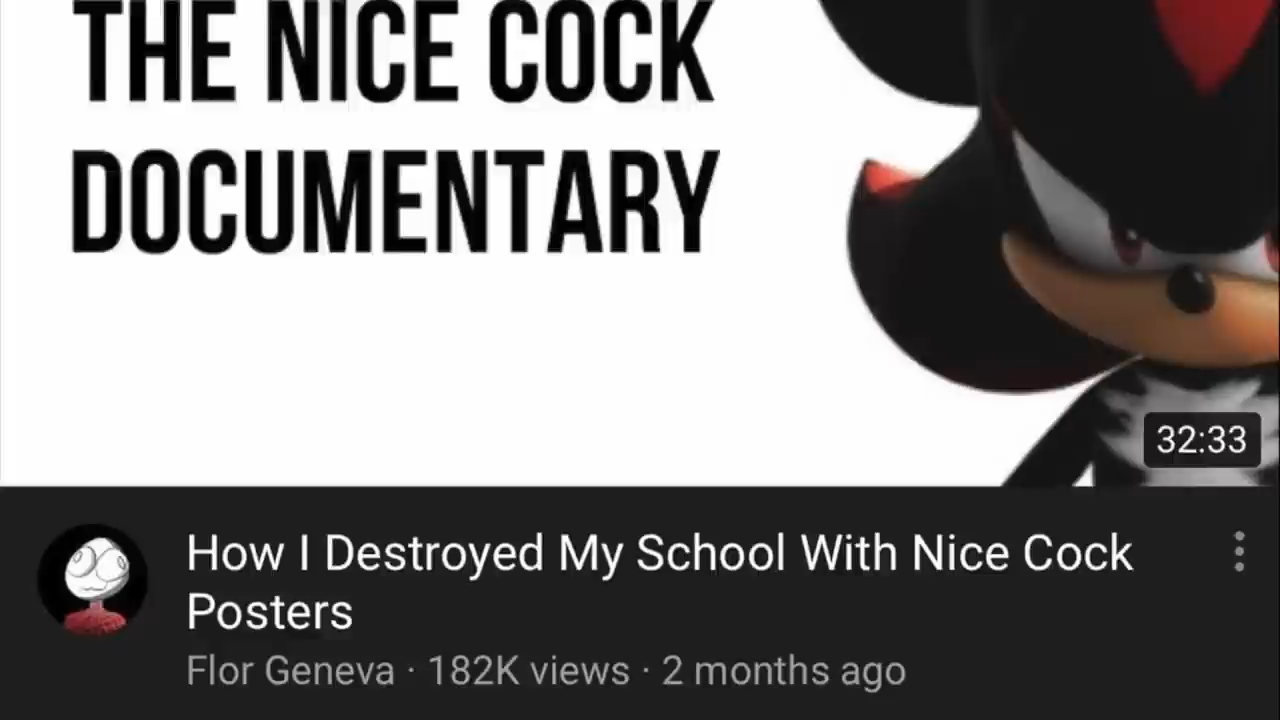 THE NICE COCK
DOCUMENTARY
32:33
How I Destroyed My School With Nice Cock
Posters
Flor Geneva · 182K views · 2 months ago